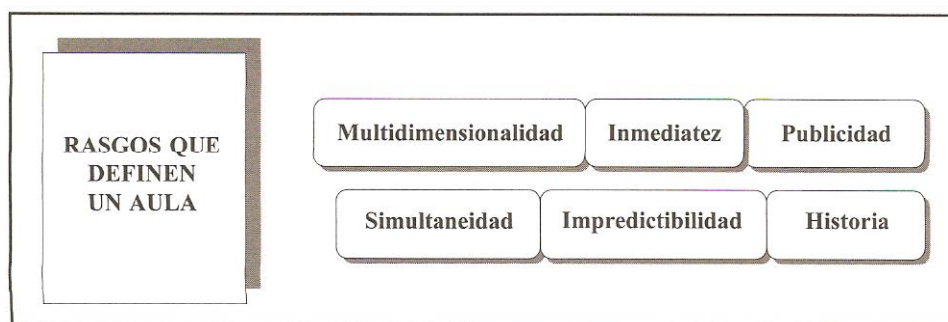 RASGOS QUE
DEFINEN
UN AULA
Multidimensionalidad
Inmediatez
Publicidad
Simultaneidad
Impredictibilidad
Historia